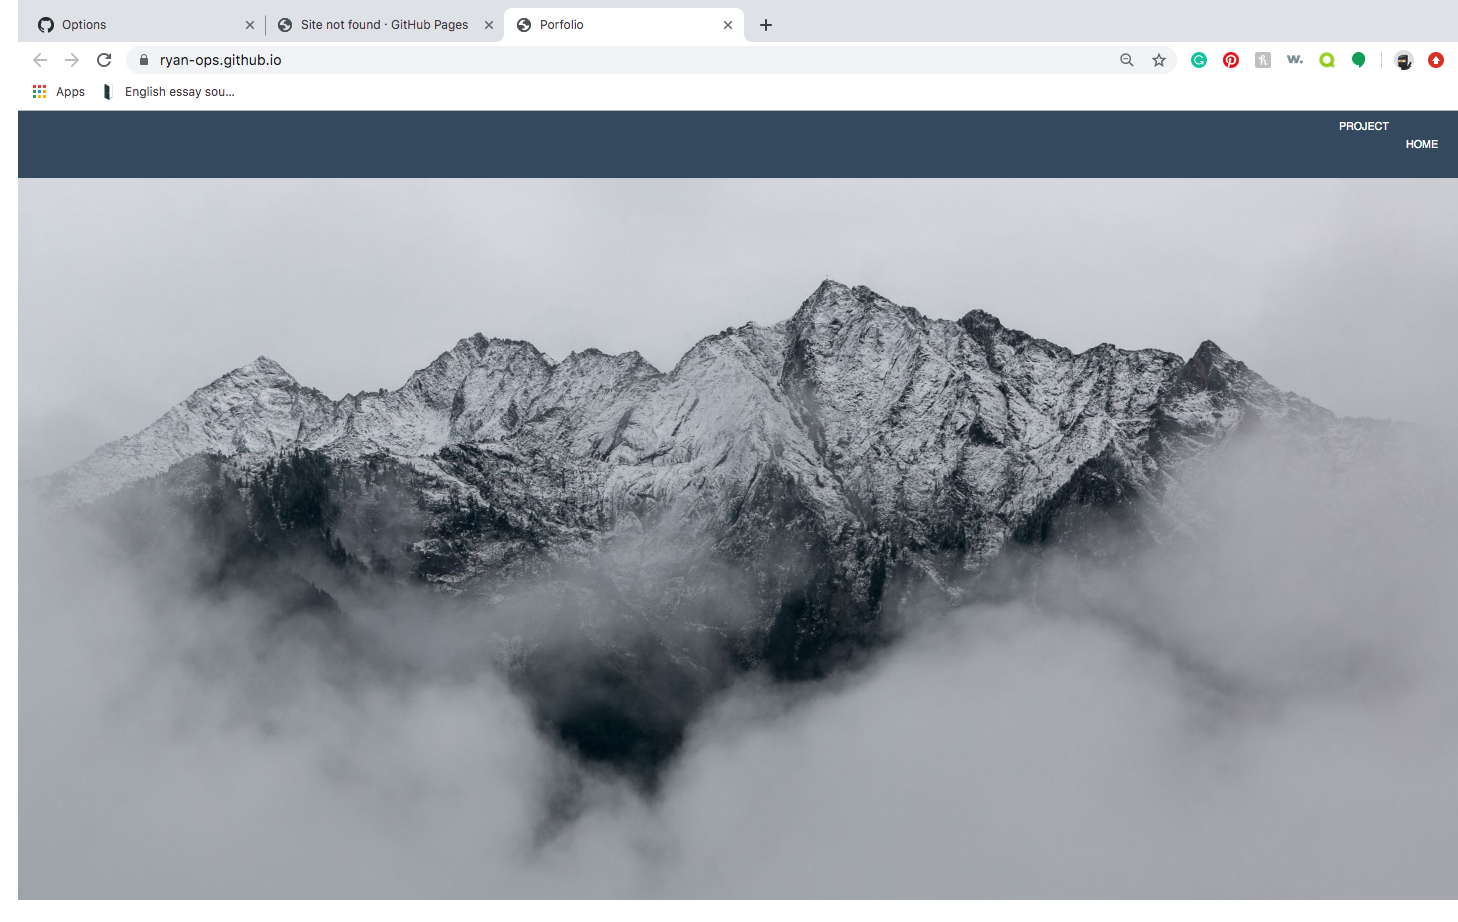 Options
Site not found · GitHub Pages
Porfolio
ryan-ops.github.io
w.
Apps
English essay sou...
PROJECT
HOME